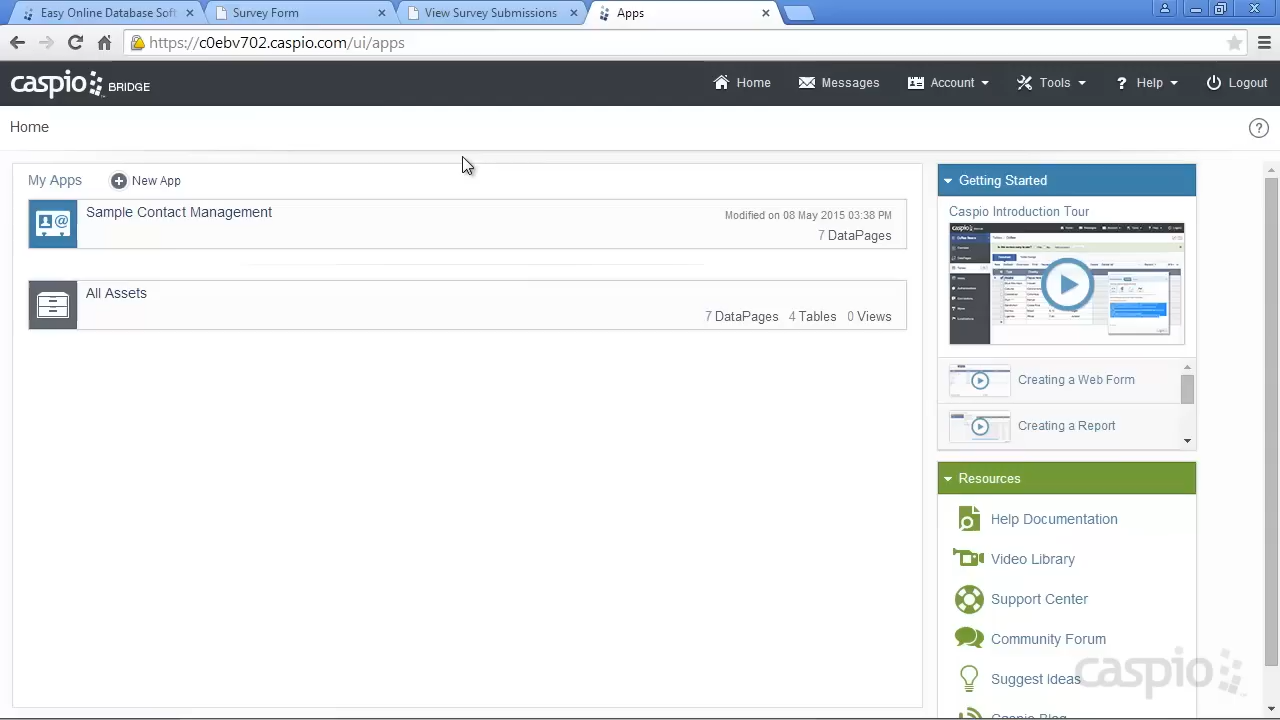 Easy Online Database Soft
Survey Form
View Survey Submissions
Apps
https://c0ebv702.caspio.com/ui/apps
caspio BRIDGE
Home
Messages
Account
Tools
? Help
Logout
Home
?
My Apps
New App
Sample Contact Management
Modified on 08 May 2015 03:38 PM
7 DataPages
All Assets
7 DataPages 4 Tables 0 Views
Getting Started
Caspio Introduction Tour
Creating a Web Form
Creating a Report
Resources
Help Documentation
Video Library
Support Center
Community Forum
Suggest Ideas
caspio
Caspio Blog